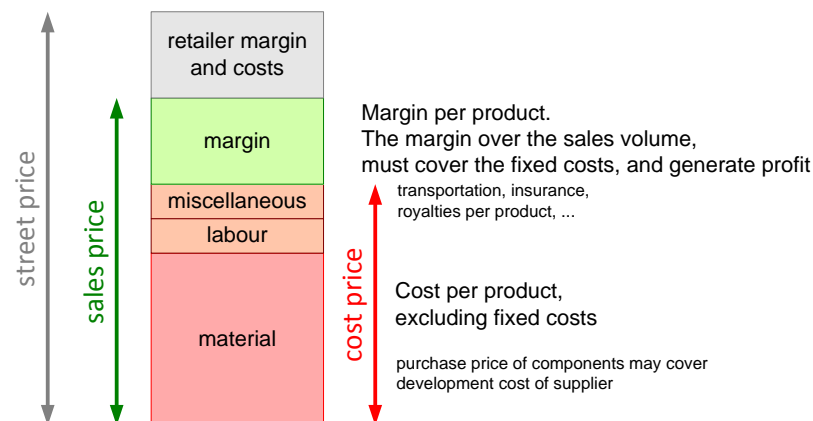 street price
sales price
retailer margin
and costs
margin
miscellaneous
labour
material
cost price
Margin per product.
The margin over the sales volume,
must cover the fixed costs, and generate profit
transportation, insurance,
royalties per product, ...
Cost per product,
excluding fixed costs
purchase price of components may cover
development cost of supplier